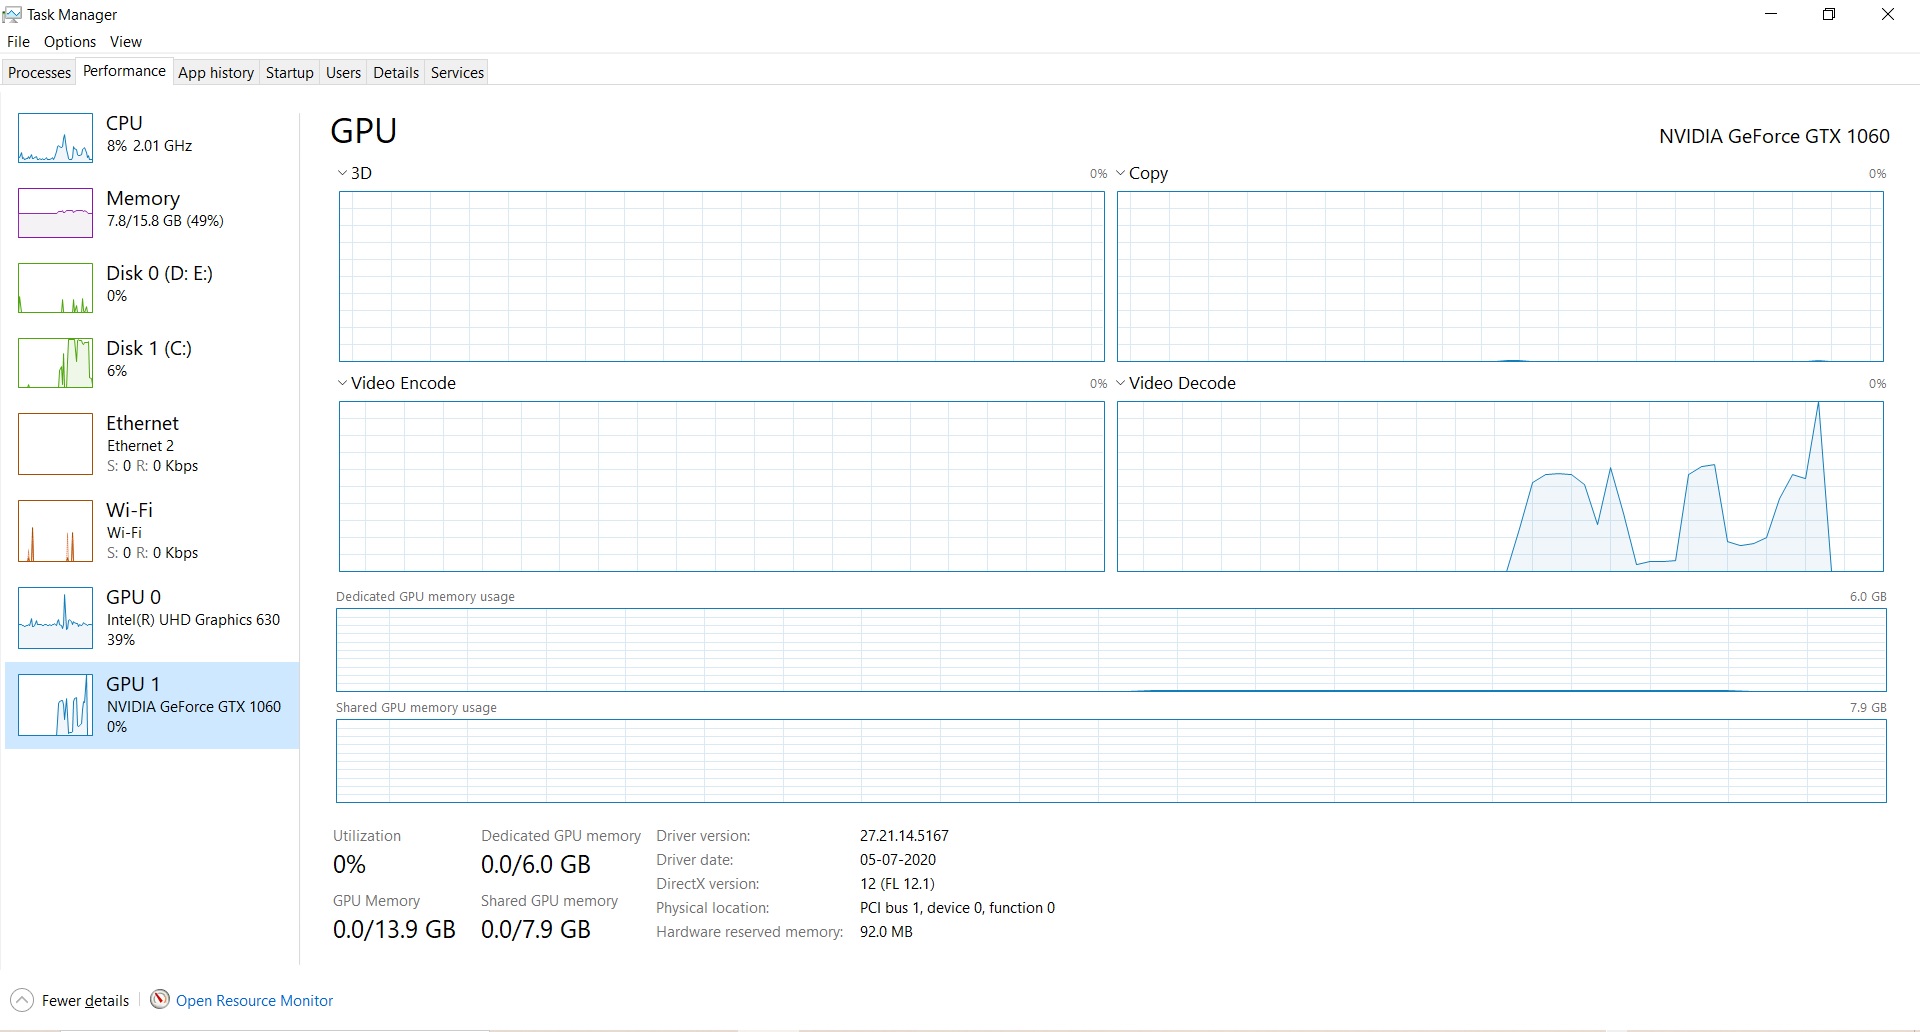 Task Manager
File Options View
Processes Performance App history Startup Users Details Services
CPU
8% 2.01 GHz
Memory
7.8/15.8 GB (49%)
Disk 0 (D: E:)
0%
Disk 1 (C:)
6%
Ethernet
Ethernet 2
S: 0 R: 0 Kbps
Wi-Fi
Wi-Fi
S: 0 R: 0 Kbps
GPU 0
Intel(R) UHD Graphics 630
39%
GPU 1
NVIDIA GeForce GTX 1060
0%
GPU NVIDIA GeForce GTX 1060
3D 0% Copy 0%
Video Encode 0% Video Decode 0%
Dedicated GPU memory usage 6.0 GB
Shared GPU memory usage 7.9 GB
Utilization
0%
Dedicated GPU memory
0.0/6.0 GB
GPU Memory
0.0/13.9 GB
Shared GPU memory
0.0/7.9 GB
Driver version: 27.21.14.5167
Driver date: 05-07-2020
DirectX version: 12 (FL 12.1)
Physical location: PCI bus 1, device 0, function 0
Hardware reserved memory: 92.0 MB
Fewer details Open Resource Monitor